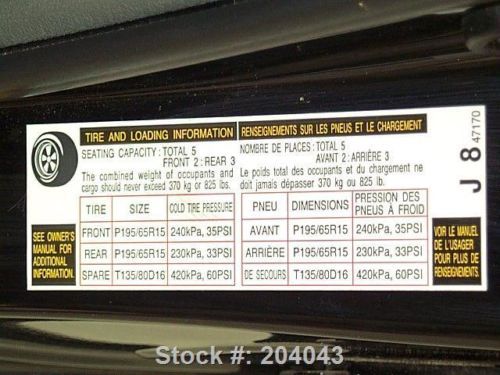 TIRE AND LOADING INFORMATION
SEATING CAPACITY: TOTAL 5
FRONT 2 : REAR 3
The combined weight of occupants and
cargo should never exceed 370 kg or 825 lbs.
TIRE SIZE COLD TIRE PRESSURE
FRONT P195/65R15 240kPa, 35PSI
REAR P195/65R15 230kPa, 33PSI
SPARE T135/80D16 420kPa, 60PSI
SEE OWNER'S
MANUAL FOR
ADDITIONAL
INFORMATION.
RENSEIGNEMENTS SUR LES PNEUS ET LE CHARGEMENT
NOMBRE DE PLACES: TOTAL 5
AVANT 2 : ARRIÈRE 3
Le poids total des occupants et du chargement ne
doit jamais dépasser 370 kg ou 825 lb.
PNEU DIMENSIONS PRESSION DES
PNEUS À FROID
AVANT P195/65R15 240kPa, 35PSI
ARRIÈRE P195/65R15 230kPa, 33PSI
DE SECOURS T135/80D16 420kPa, 60PSI
VOIR LE MANUEL
DE L'USAGER
POUR PLUS DE
RENSEIGNEMENTS.
J 8 47170
Stock #: 204043